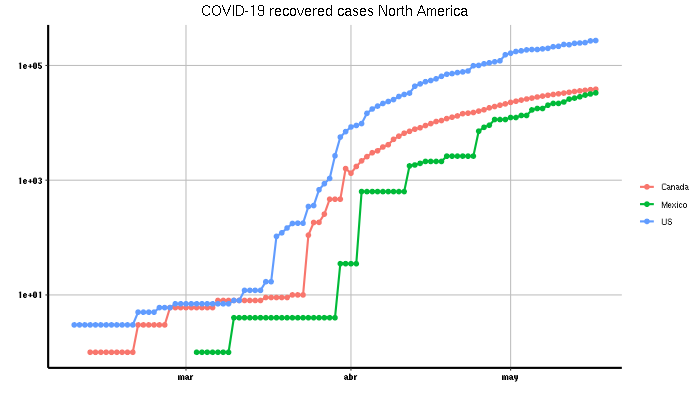 COVID-19 recovered cases North America
1e+05
1e+03
1e+01
mar abr may
Canada
Mexico
US